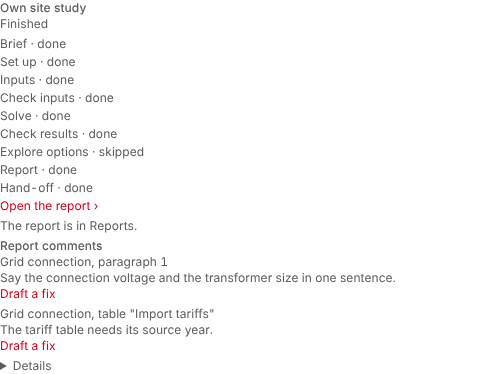 Own site study
Finished
Brief · done
Set up · done
Inputs · done
Check inputs · done
Solve · done
Check results · done
Explore options · skipped
Report · done
Hand-off · done
Open the report ›
The report is in Reports.
Report comments
Grid connection, paragraph 1
Say the connection voltage and the transformer size in one sentence.
Draft a fix
Grid connection, table "Import tariffs"
The tariff table needs its source year.
Draft a fix
Details